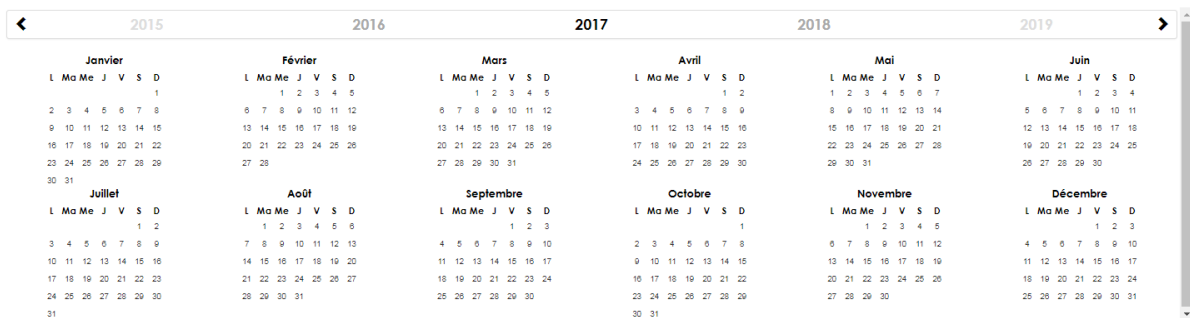 2015 2016 2017 2018 2019
Janvier Février Mars Avril Mai Juin
L Ma Me J V S D L Ma Me J V S D L Ma Me J V S D L Ma Me J V S D L Ma Me J V S D L Ma Me J V S D
1 1 2 3 4 5 1 2 3 4 5 1 2 1 2 3 4 5 6 7 1 2 3 4
2 3 4 5 6 7 8 6 7 8 9 10 11 12 6 7 8 9 10 11 12 3 4 5 6 7 8 9 8 9 10 11 12 13 14 5 6 7 8 9 10 11
9 10 11 12 13 14 15 13 14 15 16 17 18 19 13 14 15 16 17 18 19 10 11 12 13 14 15 16 15 16 17 18 19 20 21 12 13 14 15 16 17 18
16 17 18 19 20 21 22 20 21 22 23 24 25 26 20 21 22 23 24 25 26 17 18 19 20 21 22 23 22 23 24 25 26 27 28 19 20 21 22 23 24 25
23 24 25 26 27 28 29 27 28 27 28 29 30 31 24 25 26 27 28 29 30 29 30 31 26 27 28 29 30
30 31
Juillet Août Septembre Octobre Novembre Décembre
L Ma Me J V S D L Ma Me J V S D L Ma Me J V S D L Ma Me J V S D L Ma Me J V S D L Ma Me J V S D
1 2 1 2 3 4 5 6 1 2 3 1 1 2 3 4 5 1 2 3
3 4 5 6 7 8 9 7 8 9 10 11 12 13 4 5 6 7 8 9 10 2 3 4 5 6 7 8 6 7 8 9 10 11 12 4 5 6 7 8 9 10
10 11 12 13 14 15 16 14 15 16 17 18 19 20 11 12 13 14 15 16 17 9 10 11 12 13 14 15 13 14 15 16 17 18 19 11 12 13 14 15 16 17
17 18 19 20 21 22 23 21 22 23 24 25 26 27 18 19 20 21 22 23 24 16 17 18 19 20 21 22 20 21 22 23 24 25 26 18 19 20 21 22 23 24
24 25 26 27 28 29 30 28 29 30 31 25 26 27 28 29 30 23 24 25 26 27 28 29 27 28 29 30 25 26 27 28 29 30 31
31 30 31